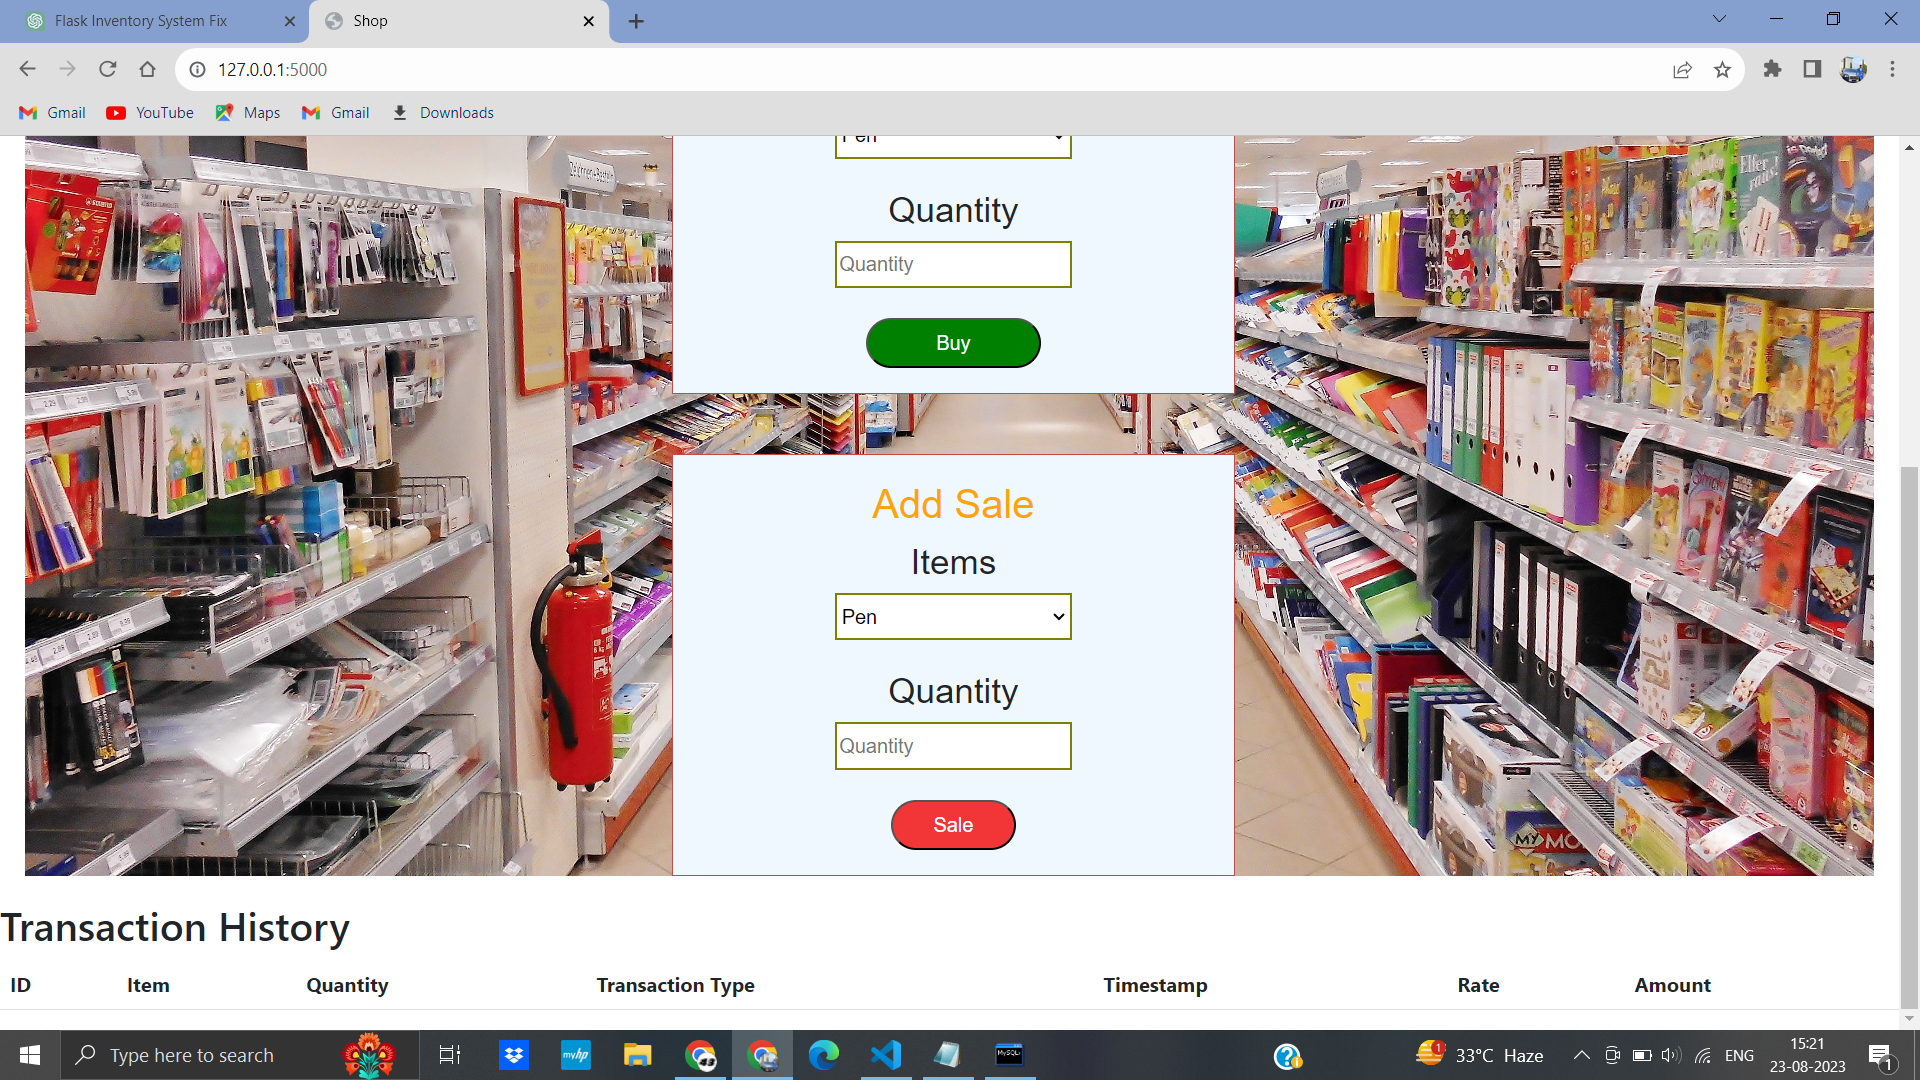 Flask Inventory System Fix
Shop
127.0.0.1:5000
Gmail
YouTube
Maps
Gmail
Downloads
Pen
Quantity
Quantity
Buy
Add Sale
Items
Pen
Quantity
Quantity
Sale
Transaction History
ID Item Quantity Transaction Type Timestamp Rate Amount
Type here to search
33°C Haze
ENG
15:21
23-08-2023
1